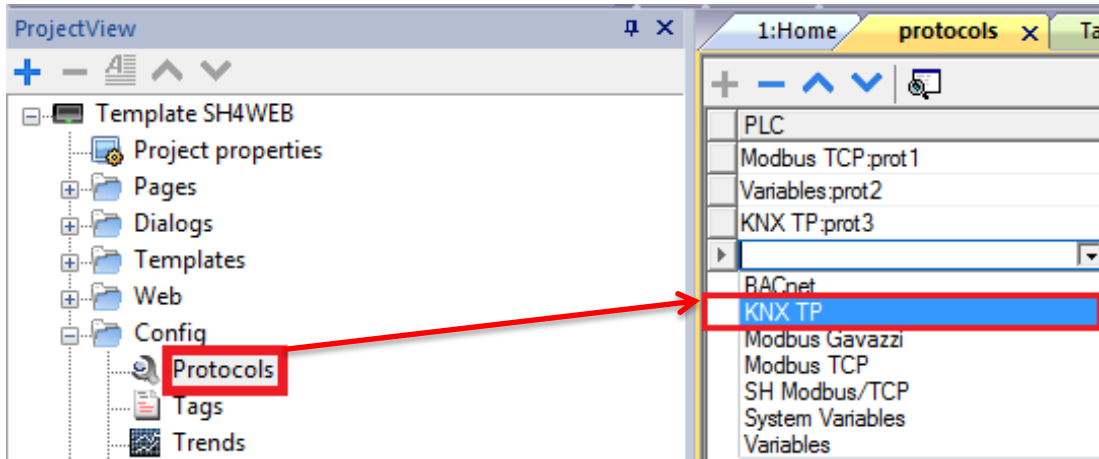 ProjectView
Template SH4WEB
Project properties
Pages
Dialogs
Templates
Web
Config
Protocols
Tags
Trends
1:Home
protocols
Ta
PLC
Modbus TCP:prot1
Variables:prot2
KNX TP:prot3
BACnet
KNX TP
Modbus Gavazzi
Modbus TCP
SH Modbus/TCP
System Variables
Variables